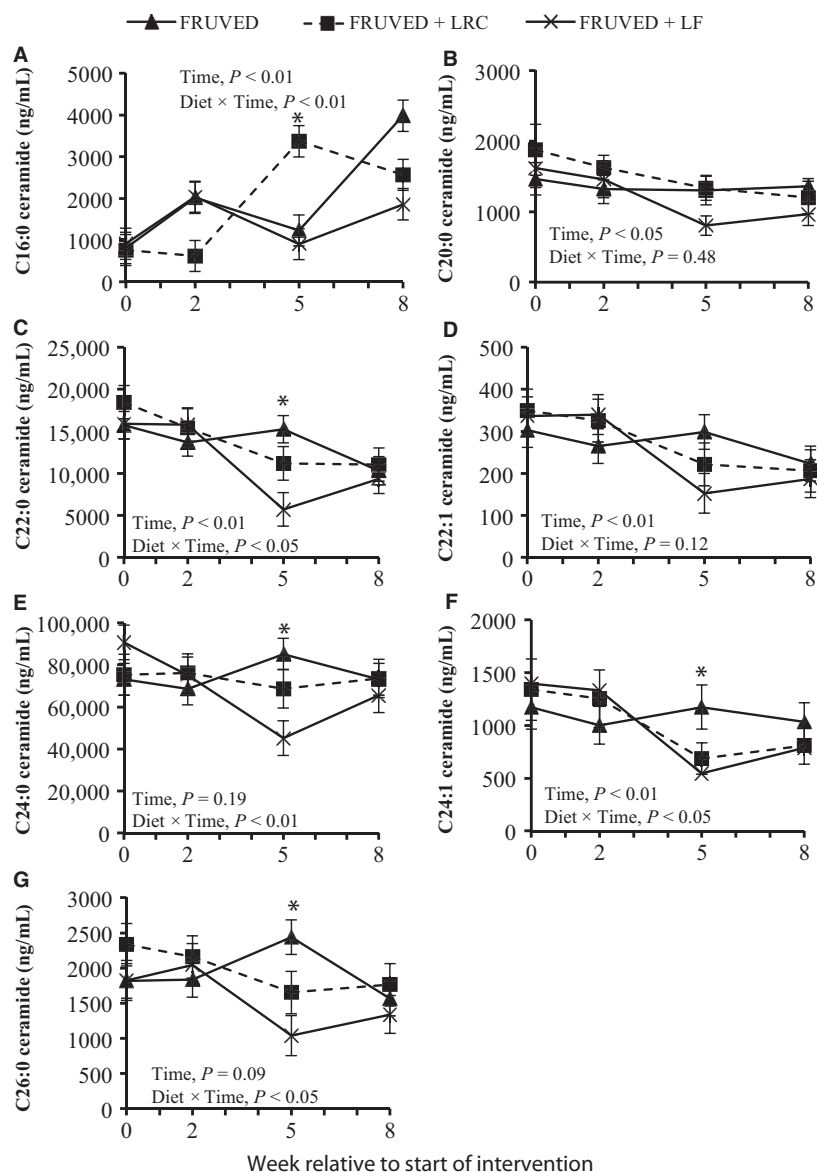 FRUVED FRUVED + LRC FRUVED + LF
A
C16:0 ceramide (ng/mL)
5000
4000
3000
2000
1000
0
Time, P < 0.01
Diet × Time, P < 0.01
*
0 2 5 8
B
C20:0 ceramide (ng/mL)
3000
2000
1000
0
Time, P < 0.05
Diet × Time, P = 0.48
0 2 5 8
C
C22:0 ceramide (ng/mL)
25,000
20,000
15,000
10,000
5000
0
*
Time, P < 0.01
Diet × Time, P < 0.05
0 2 5 8
D
C22:1 ceramide (ng/mL)
500
400
300
200
100
0
Time, P < 0.01
Diet × Time, P = 0.12
0 2 5 8
E
C24:0 ceramide (ng/mL)
100,000
80,000
60,000
40,000
20,000
0
*
Time, P = 0.19
Diet × Time, P < 0.01
0 2 5 8
F
C24:1 ceramide (ng/mL)
2000
1500
1000
500
0
*
Time, P < 0.01
Diet × Time, P < 0.05
0 2 5 8
G
C26:0 ceramide (ng/mL)
3000
2500
2000
1500
1000
500
0
*
Time, P = 0.09
Diet × Time, P < 0.05
0 2 5 8
Week relative to start of intervention